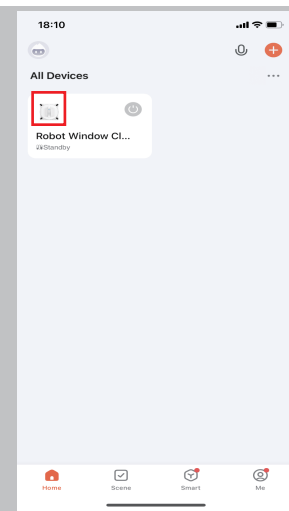 18:10
All Devices
Robot Window Cl...
Standby
Home
Scene
Smart
Me